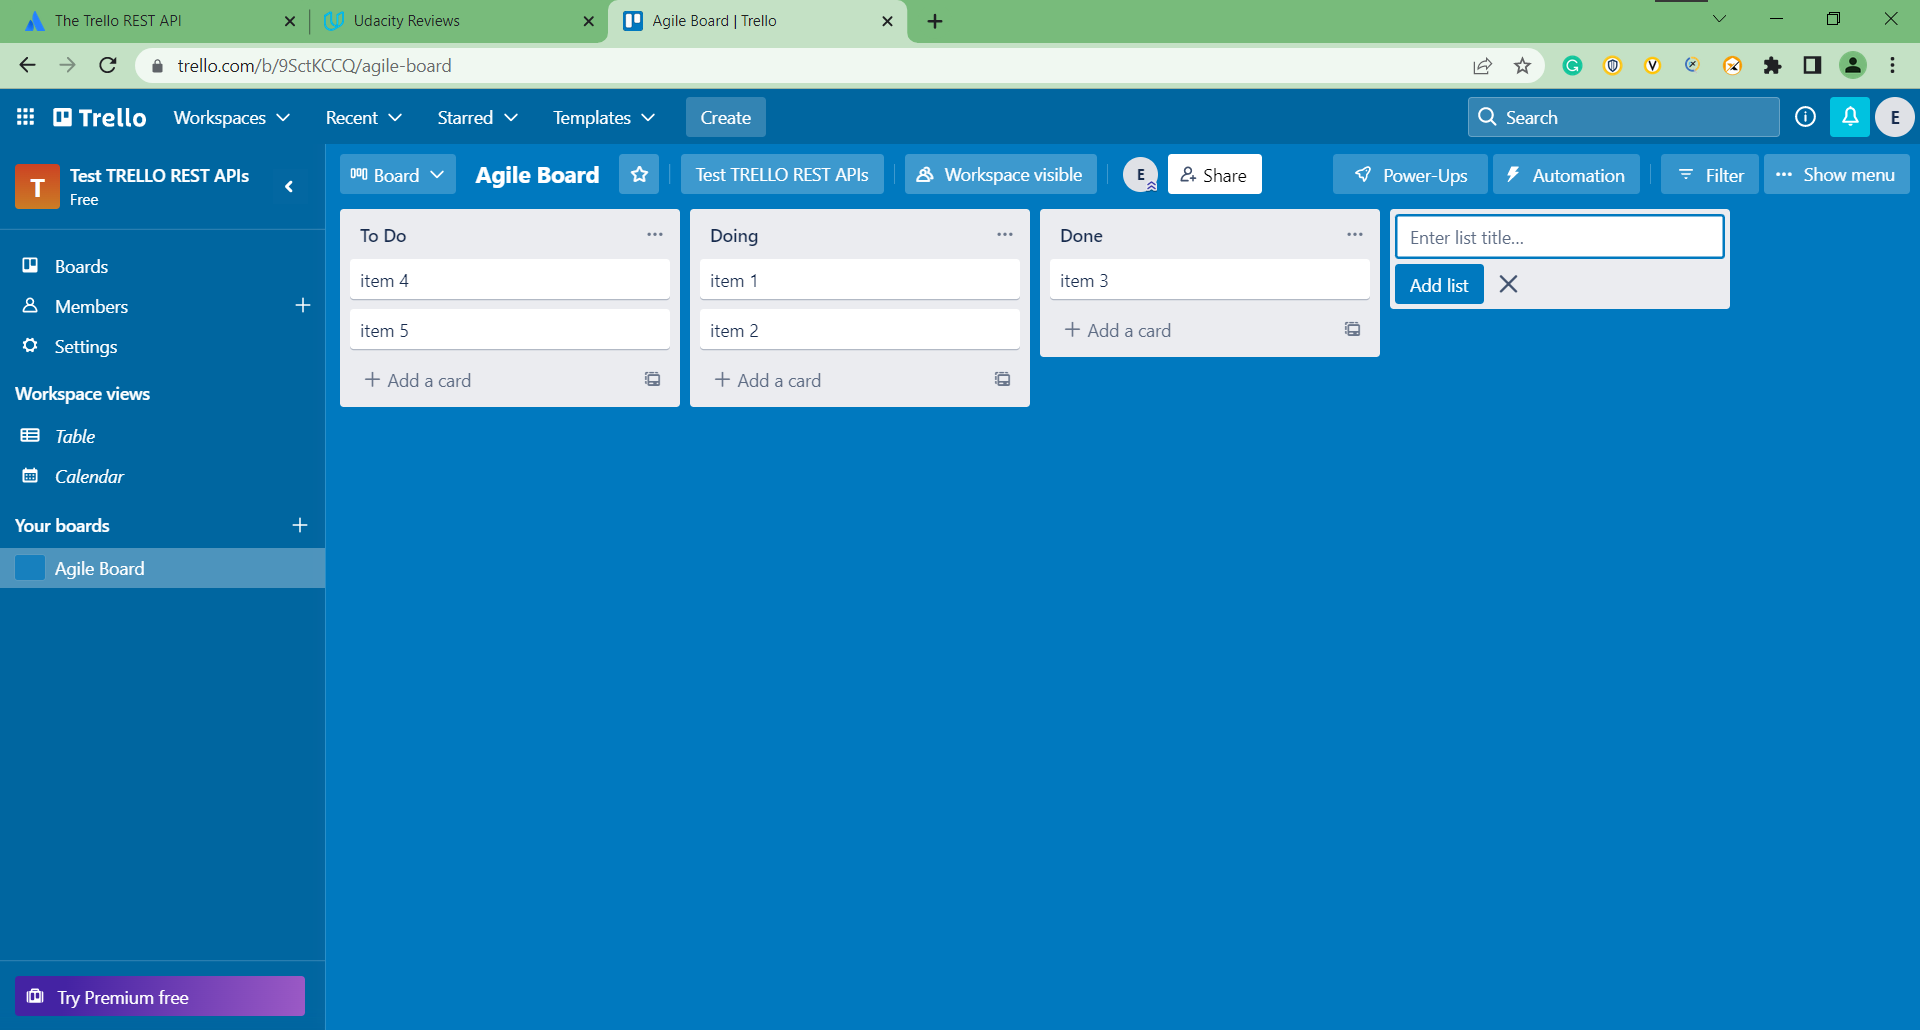 The Trello REST API
Udacity Reviews
Agile Board | Trello
trello.com/b/9SctKCCQ/agile-board
Trello
Workspaces
Recent
Starred
Templates
Create
Search
E
T
Test TRELLO REST APIs
Free
Board
Agile Board
Test TRELLO REST APIs
Workspace visible
E
Share
Power-Ups
Automation
Filter
Show menu
Boards
Members
Settings
Workspace views
Table
Calendar
Your boards
Agile Board
Try Premium free
To Do
item 4
item 5
Add a card
Doing
item 1
item 2
Add a card
Done
item 3
Add a card
Enter list title...
Add list